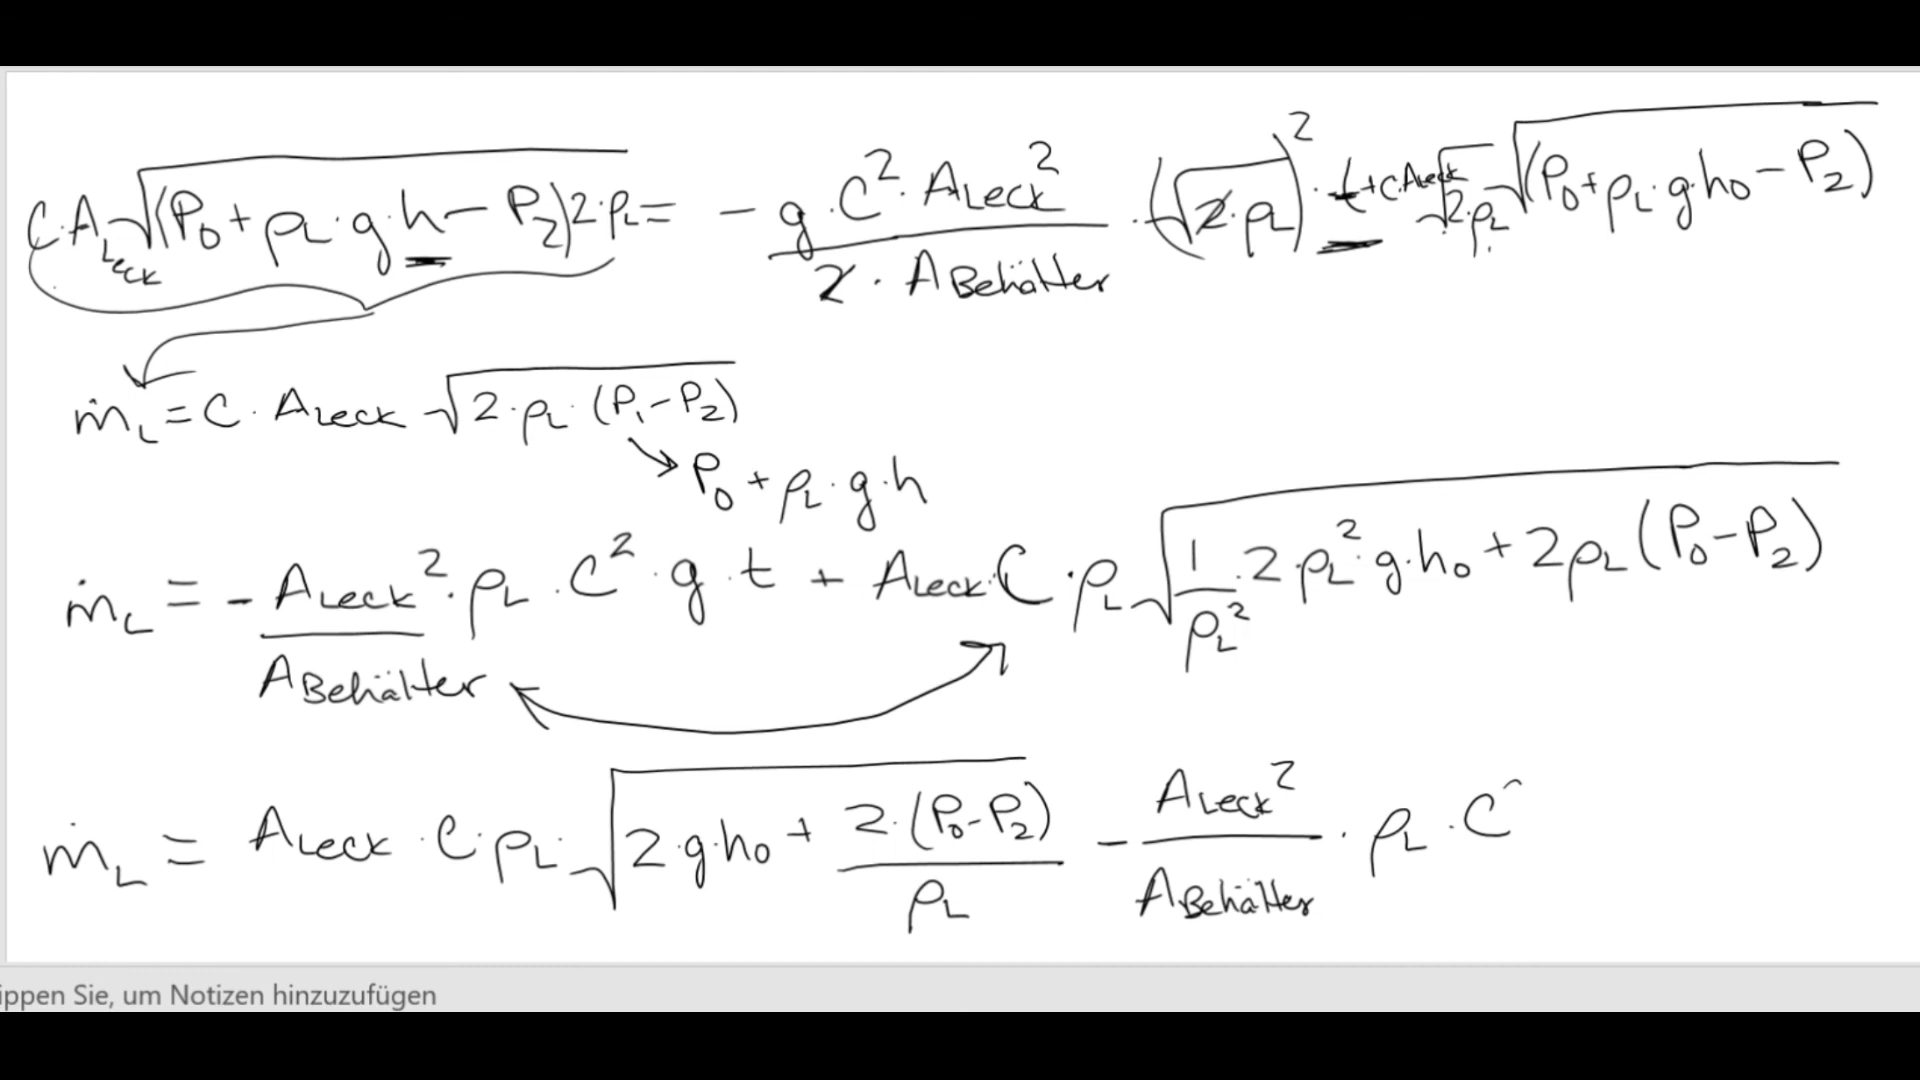 C·A_Leck √((P₀ + ρ_L·g·h − P₂)2·ρ_L) = − (g·C²·A_Leck²)/(2·A_Behälter) · (√(2·ρ_L))² · t + C·A_Leck √(2·ρ_L) √((P₀ + ρ_L·g·h₀ − P₂))
ṁ_L = C·A_Leck √(2·ρ_L·(P₁ − P₂))
P₀ + ρ_L·g·h
ṁ_L = − (A_Leck²)/(A_Behälter) · ρ_L·C²·g·t + A_Leck·C·ρ_L √((1/ρ_L²)·2·ρ_L²·g·h₀ + 2ρ_L(P₀ − P₂))
ṁ_L = A_Leck·C·ρ_L·√(2·g·h₀ + (2·(P₀ − P₂))/ρ_L) − (A_Leck²)/(A_Behälter) · ρ_L·C
ippen Sie, um Notizen hinzuzufügen